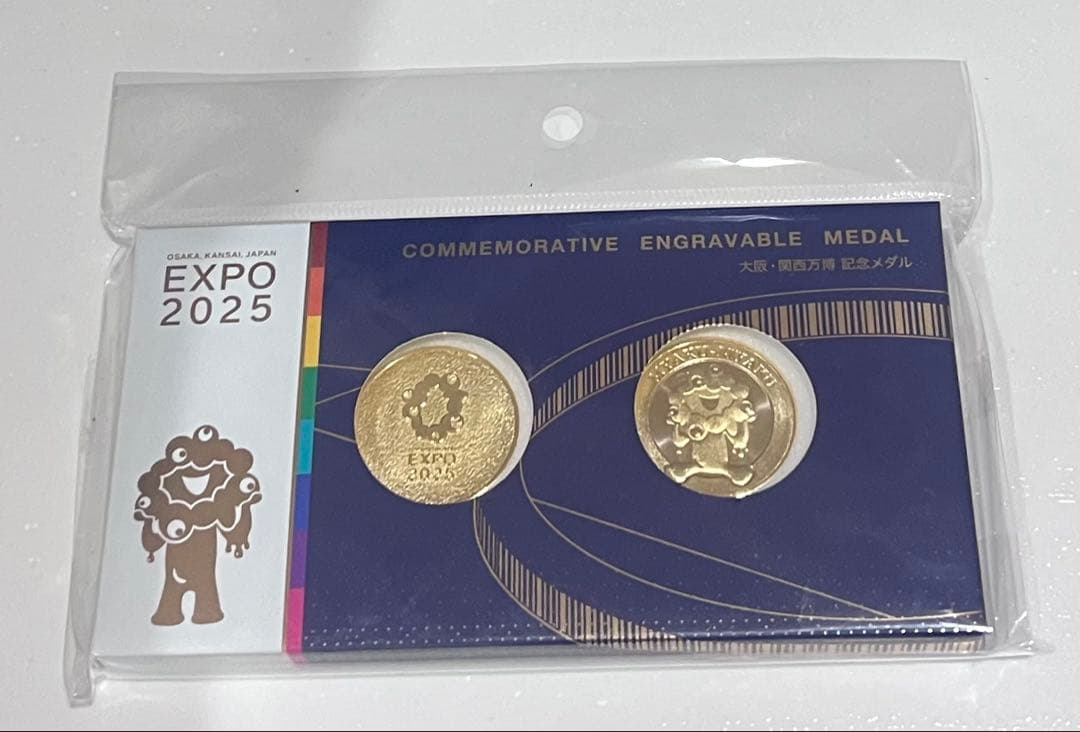 OSAKA, KANSAI, JAPAN
EXPO
2025
COMMEMORATIVE ENGRAVABLE MEDAL
大阪・関西万博 記念メダル
EXPO
2025
MYAKU-MYAKU